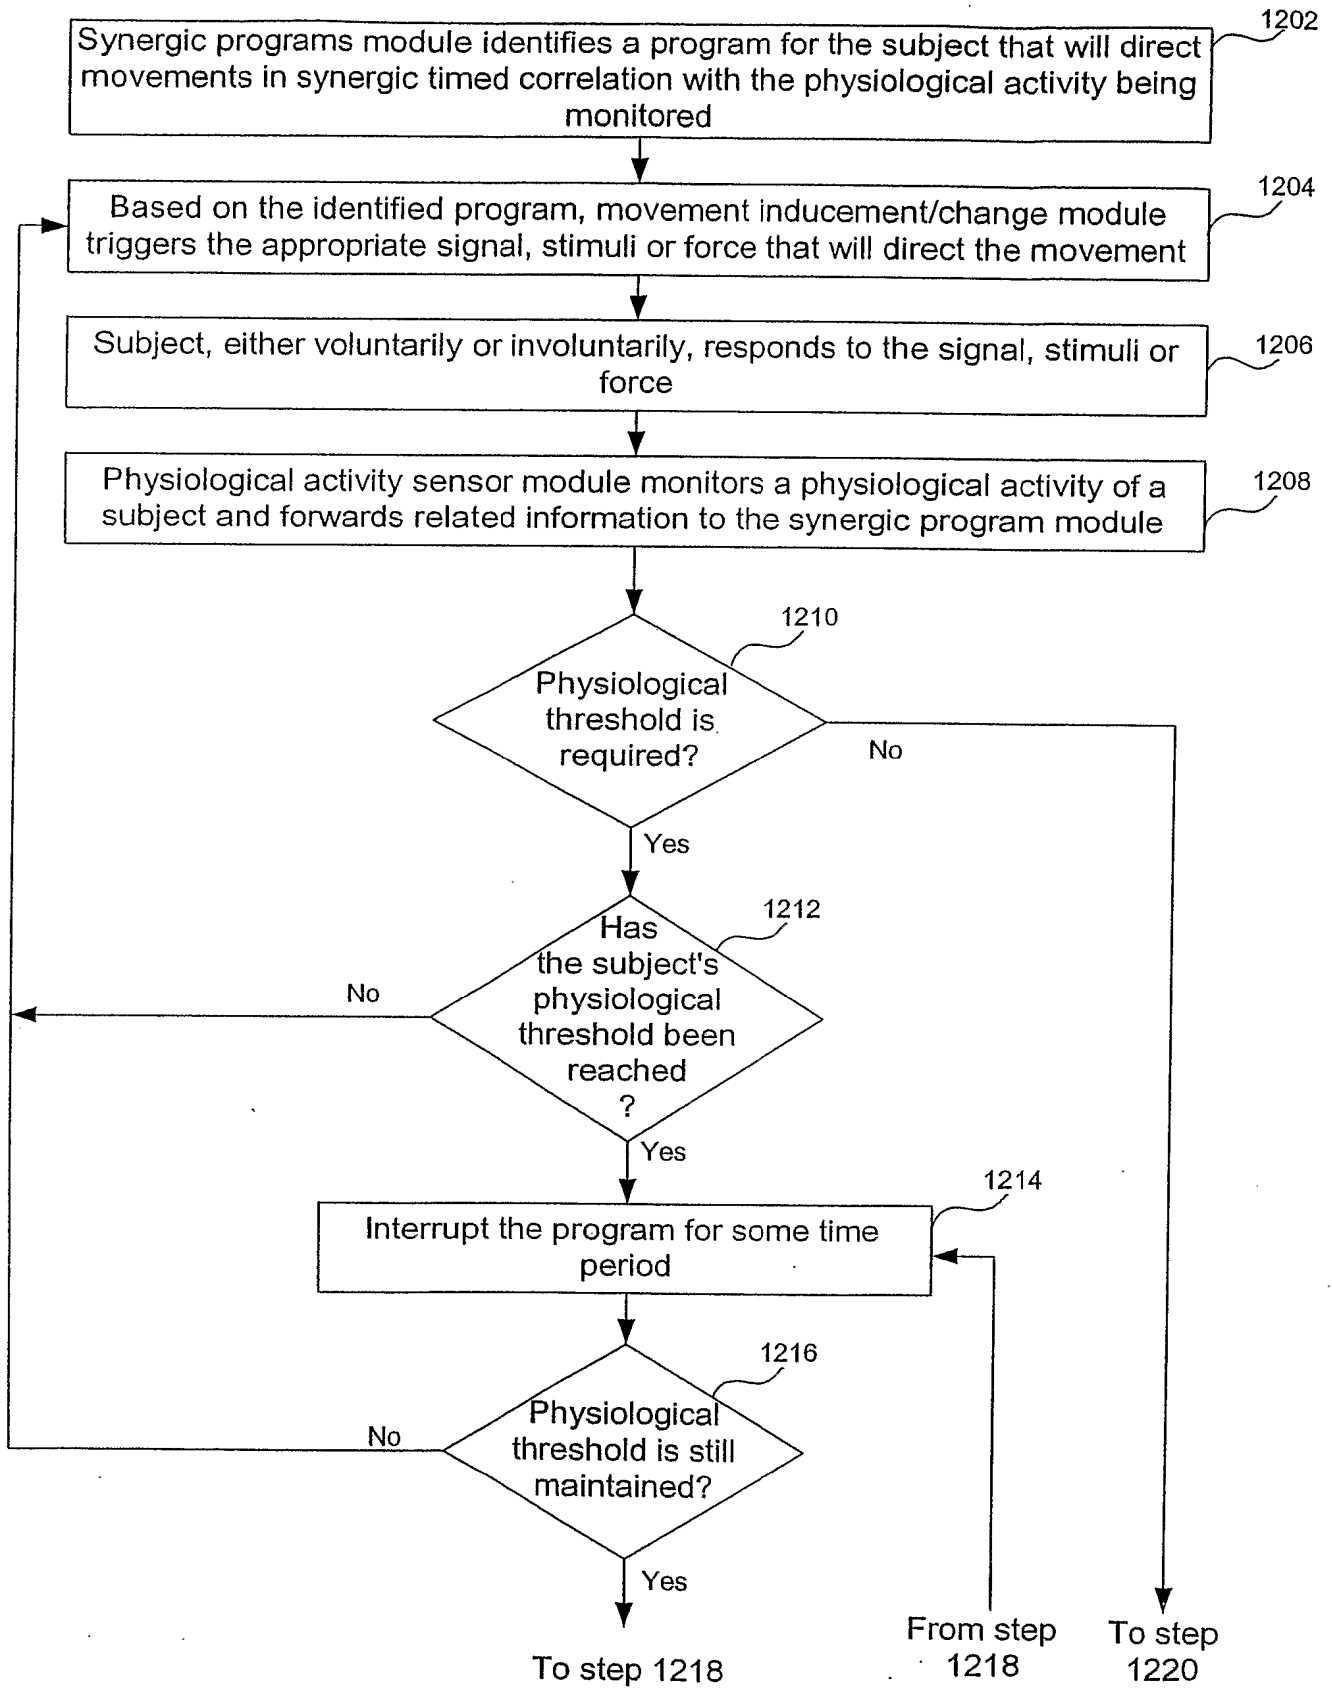 1202
Synergic programs module identifies a program for the subject that will direct
movements in synergic timed correlation with the physiological activity being
monitored
1204
Based on the identified program, movement inducement/change module
triggers the appropriate signal, stimuli or force that will direct the movement
1206
Subject, either voluntarily or involuntarily, responds to the signal, stimuli or
force
1208
Physiological activity sensor module monitors a physiological activity of a
subject and forwards related information to the synergic program module
1210
Physiological
threshold is
required?
No
Yes
1212
Has
the subject's
physiological
threshold been
reached
?
No
Yes
1214
Interrupt the program for some time
period
1216
Physiological
threshold is still
maintained?
No
Yes
To step 1218
From step
1218
To step
1220